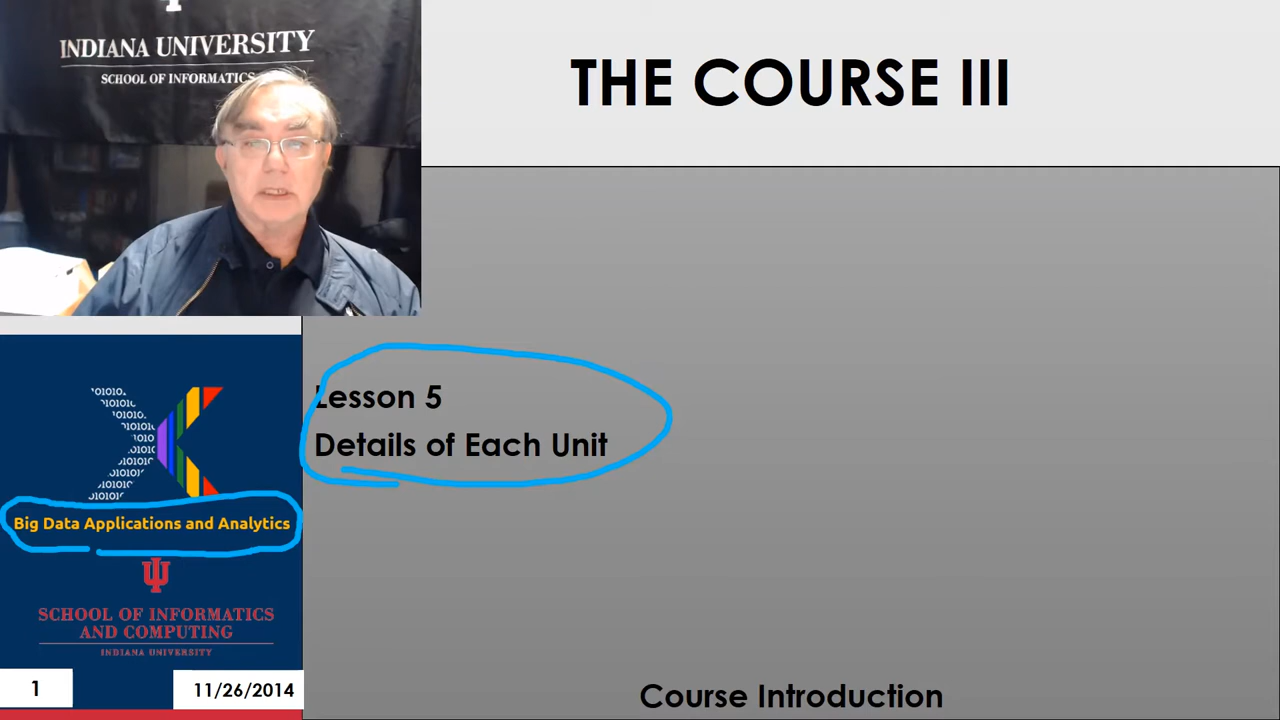 INDIANA UNIVERSITY
SCHOOL OF INFORMATICS
THE COURSE III
Lesson 5
Details of Each Unit
Big Data Applications and Analytics
SCHOOL OF INFORMATICS
AND COMPUTING
INDIANA UNIVERSITY
1
11/26/2014
Course Introduction